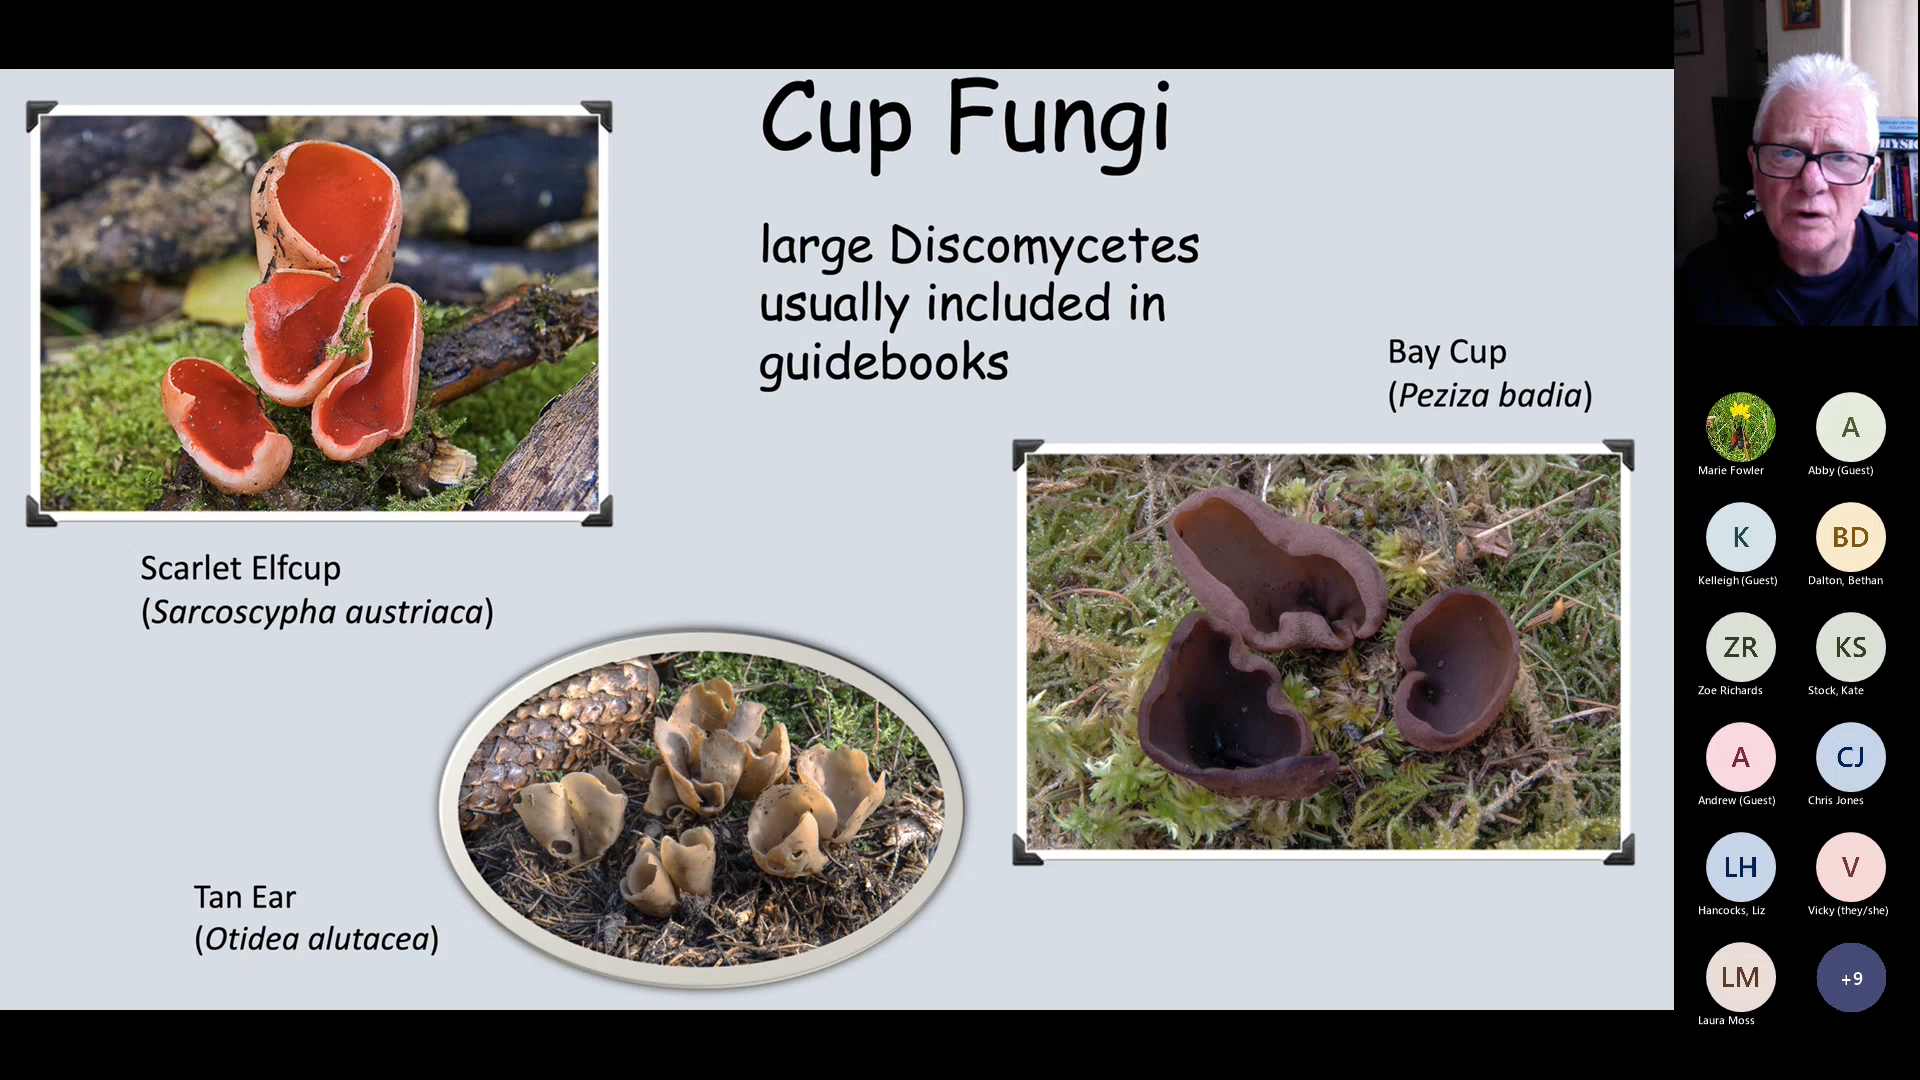 Cup Fungi
large Discomycetes
usually included in
guidebooks
Bay Cup
(Peziza badia)
Scarlet Elfcup
(Sarcoscypha austriaca)
Tan Ear
(Otidea alutacea)
Marie Fowler
A
Abby (Guest)
K
Kelleigh (Guest)
BD
Dalton, Bethan
ZR
Zoe Richards
KS
Stock, Kate
A
Andrew (Guest)
CJ
Chris Jones
LH
Hancocks, Liz
V
Vicky (they/she)
LM
Laura Moss
+9